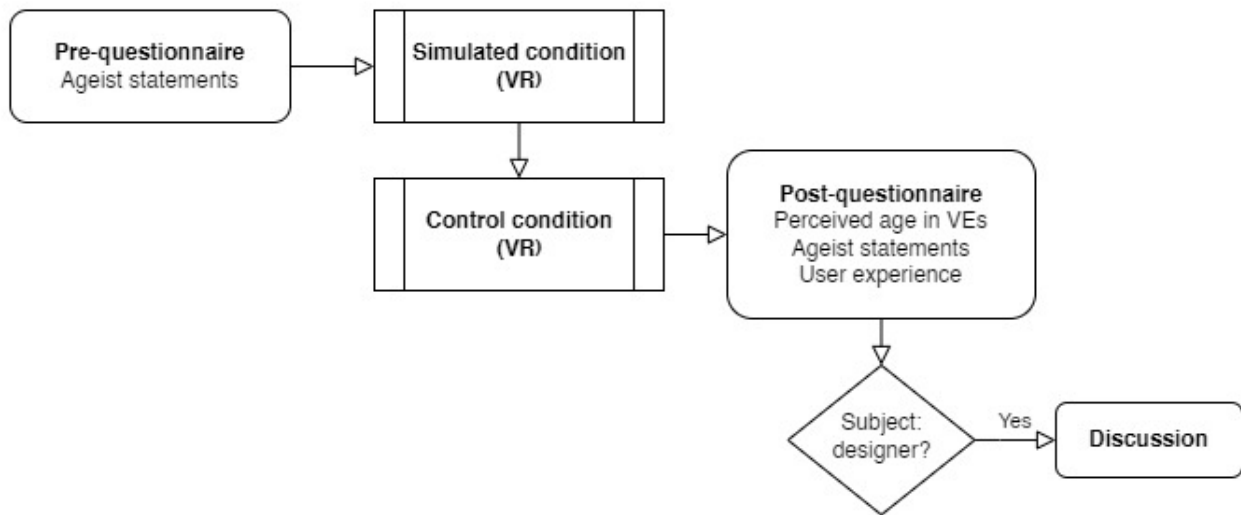 Pre-questionnaire
Ageist statements
Simulated condition
(VR)
Control condition
(VR)
Post-questionnaire
Perceived age in VEs
Ageist statements
User experience
Subject:
designer?
Yes
Discussion